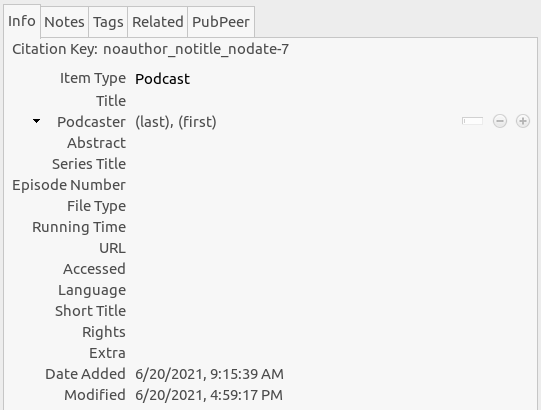 Info Notes Tags Related PubPeer
Citation Key: noauthor_notitle_nodate-7
Item Type Podcast
Title
Podcaster (last), (first)
Abstract
Series Title
Episode Number
File Type
Running Time
URL
Accessed
Language
Short Title
Rights
Extra
Date Added 6/20/2021, 9:15:39 AM
Modified 6/20/2021, 4:59:17 PM